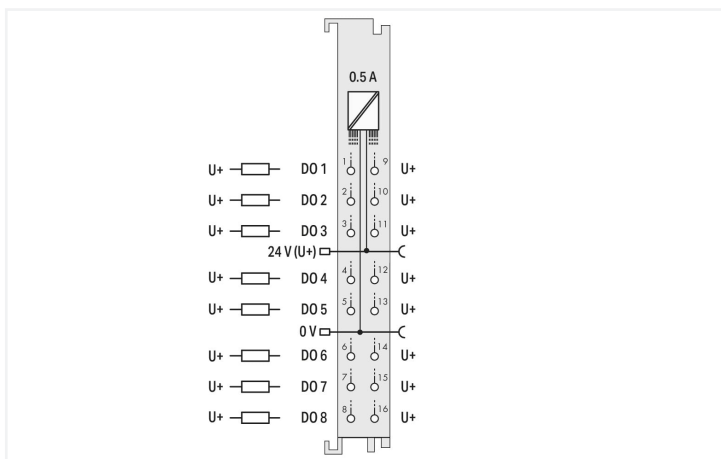 0.5 A
U+ DO 1 1 9 U+
U+ DO 2 2 10 U+
U+ DO 3 3 11 U+
24 V (U+)
U+ DO 4 4 12 U+
U+ DO 5 5 13 U+
0 V
U+ DO 6 6 14 U+
U+ DO 7 7 15 U+
U+ DO 8 8 16 U+